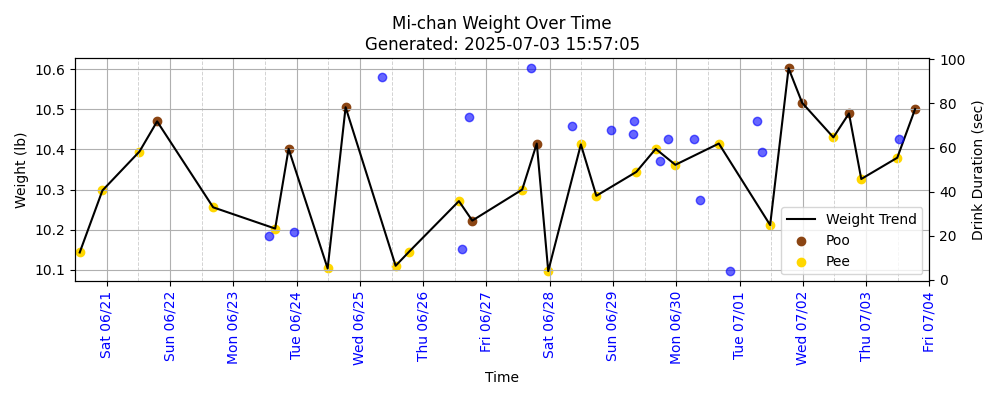 Mi-chan Weight Over Time
Generated: 2025-07-03 15:57:05
Weight (lb)
10.6
10.5
10.4
10.3
10.2
10.1
100
80
60
40
20
0
Drink Duration (sec)
Weight Trend
Poo
Pee
Sat 06/21
Sun 06/22
Mon 06/23
Tue 06/24
Wed 06/25
Thu 06/26
Fri 06/27
Sat 06/28
Sun 06/29
Mon 06/30
Tue 07/01
Wed 07/02
Thu 07/03
Fri 07/04
Time